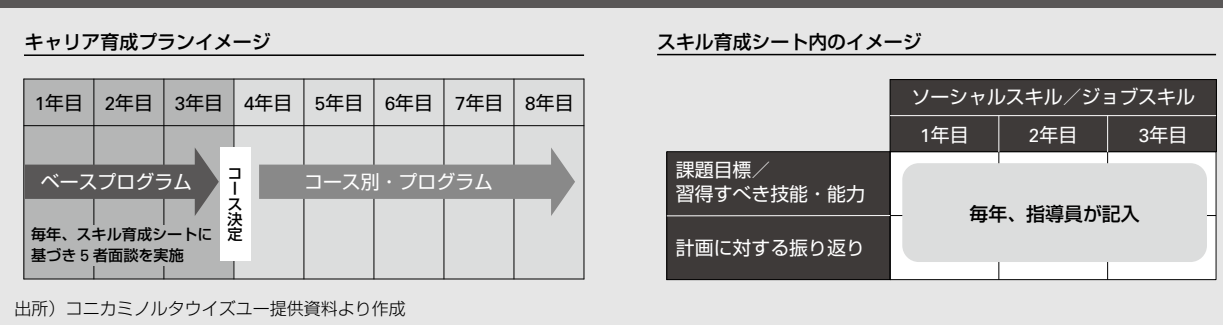 キャリア育成プランイメージ
1年目 2年目 3年目 4年目 5年目 6年目 7年目 8年目
ベースプログラム
コース決定
コース別・プログラム
毎年、スキル育成シートに
基づき5者面談を実施
スキル育成シート内のイメージ
ソーシャルスキル/ジョブスキル
1年目 2年目 3年目
課題目標/
習得すべき技能・能力
毎年、指導員が記入
計画に対する振り返り
出所）コニカミノルタウイズユー提供資料より作成